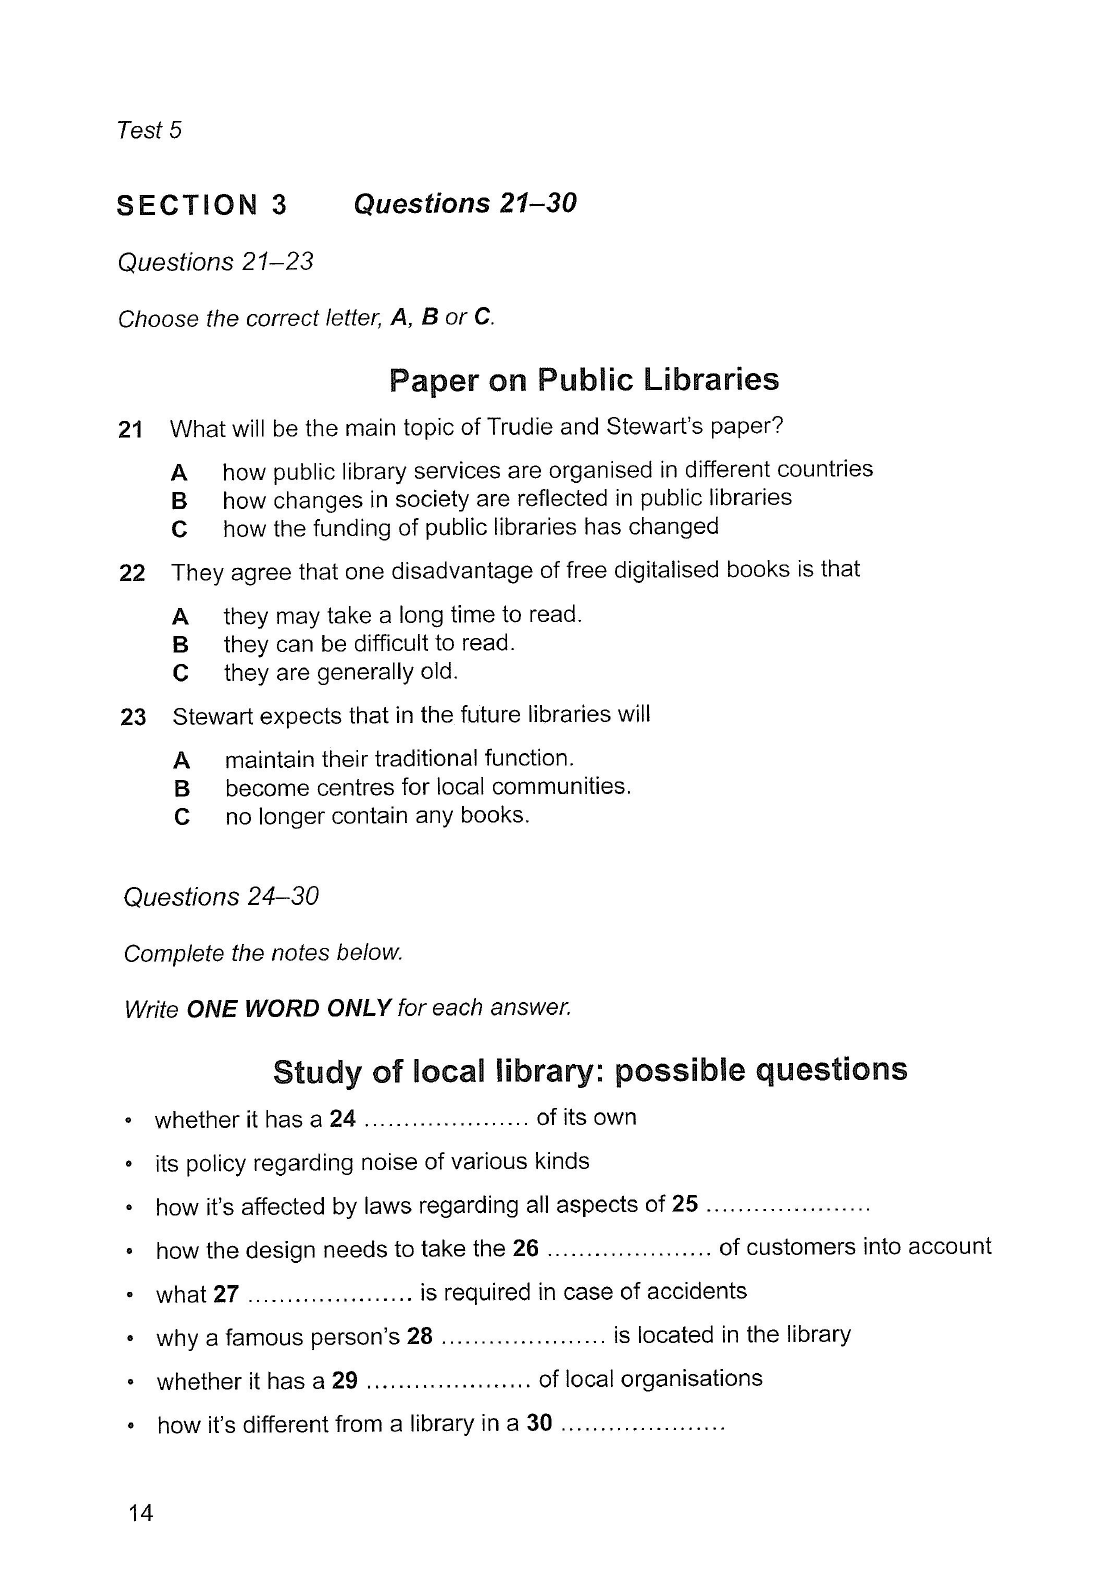 Test 5
SECTION 3 Questions 21–30
Questions 21–23
Choose the correct letter, A, B or C.
Paper on Public Libraries
21 What will be the main topic of Trudie and Stewart's paper?
A how public library services are organised in different countries
B how changes in society are reflected in public libraries
C how the funding of public libraries has changed
22 They agree that one disadvantage of free digitalised books is that
A they may take a long time to read.
B they can be difficult to read.
C they are generally old.
23 Stewart expects that in the future libraries will
A maintain their traditional function.
B become centres for local communities.
C no longer contain any books.
Questions 24–30
Complete the notes below.
Write ONE WORD ONLY for each answer.
Study of local library: possible questions
• whether it has a 24 ..................... of its own
• its policy regarding noise of various kinds
• how it's affected by laws regarding all aspects of 25 .....................
• how the design needs to take the 26 ..................... of customers into account
• what 27 ..................... is required in case of accidents
• why a famous person's 28 ..................... is located in the library
• whether it has a 29 ..................... of local organisations
• how it's different from a library in a 30 .....................
14